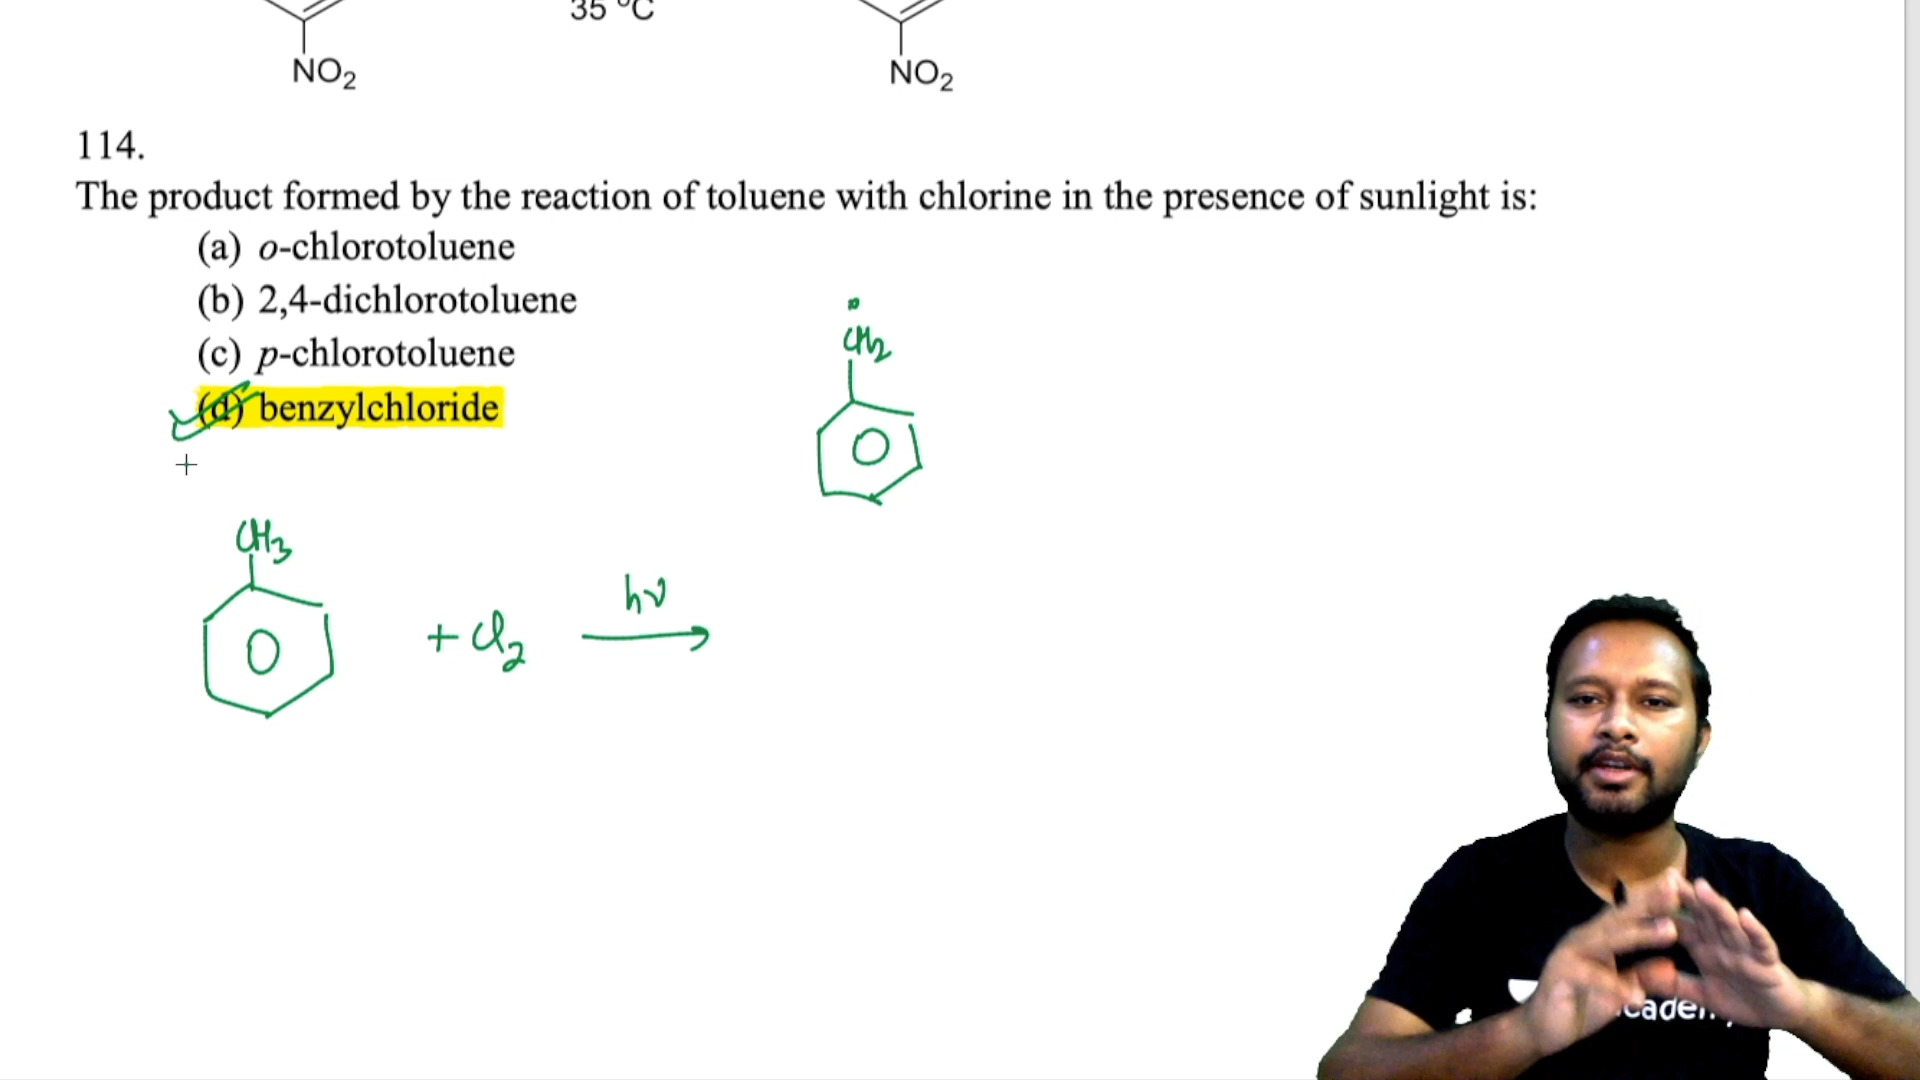 35 °C
NO₂ NO₂
114.
The product formed by the reaction of toluene with chlorine in the presence of sunlight is:
(a) o-chlorotoluene
(b) 2,4-dichlorotoluene
(c) p-chlorotoluene
(d) benzylchloride
ĊH₂
CH₃
+ Cl₂ hν